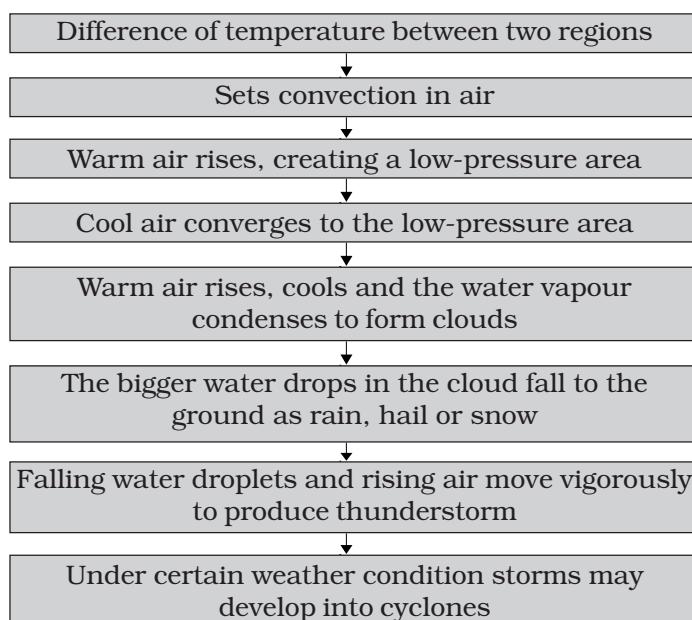 Difference of temperature between two regions
Sets convection in air
Warm air rises, creating a low-pressure area
Cool air converges to the low-pressure area
Warm air rises, cools and the water vapour
condenses to form clouds
The bigger water drops in the cloud fall to the
ground as rain, hail or snow
Falling water droplets and rising air move vigorously
to produce thunderstorm
Under certain weather condition storms may
develop into cyclones